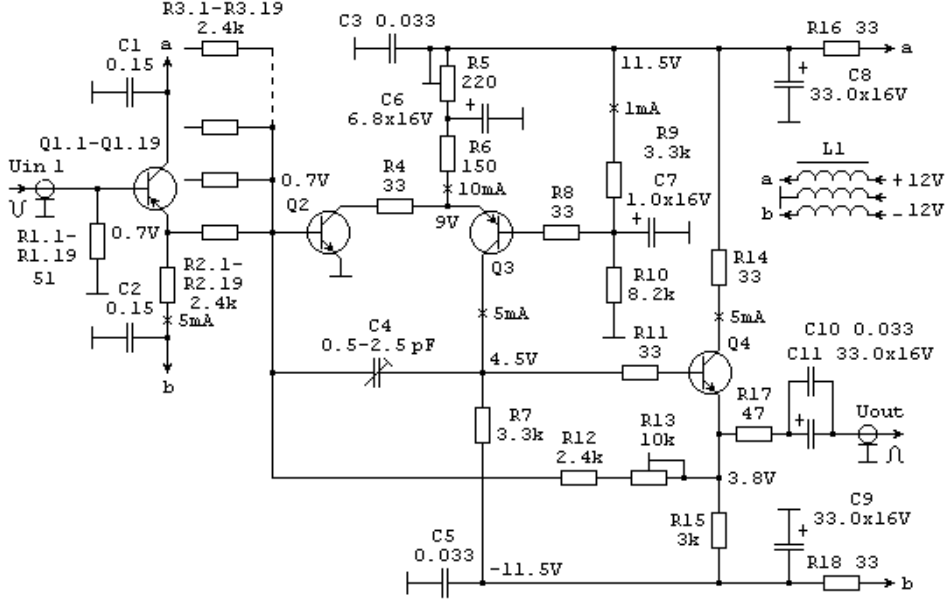 R3.1-R3.19
2.4k
C3 0.033
R16 33
a
C1
0.15
a
R5
220
11.5V
C8
33.0x16V
C6
6.8x16V
1mA
Q1.1-Q1.19
R9
3.3k
Uin 1
R6
150
L1
R4
33
10mA
R8
33
C7
1.0x16V
a
+12V
0.7V
Q2
b
-12V
9V
R1.1-
R1.19
51
0.7V
Q3
R14
33
R2.1-
R2.19
2.4k
R10
8.2k
C2
0.15
5mA
5mA
5mA
C4
0.5-2.5 pF
R11
33
Q4
C10 0.033
C11 33.0x16V
4.5V
b
R17
47
Uout
R7
3.3k
R13
10k
R12
2.4k
3.8V
C9
33.0x16V
R15
3k
C5
0.033
-11.5V
R18 33
b